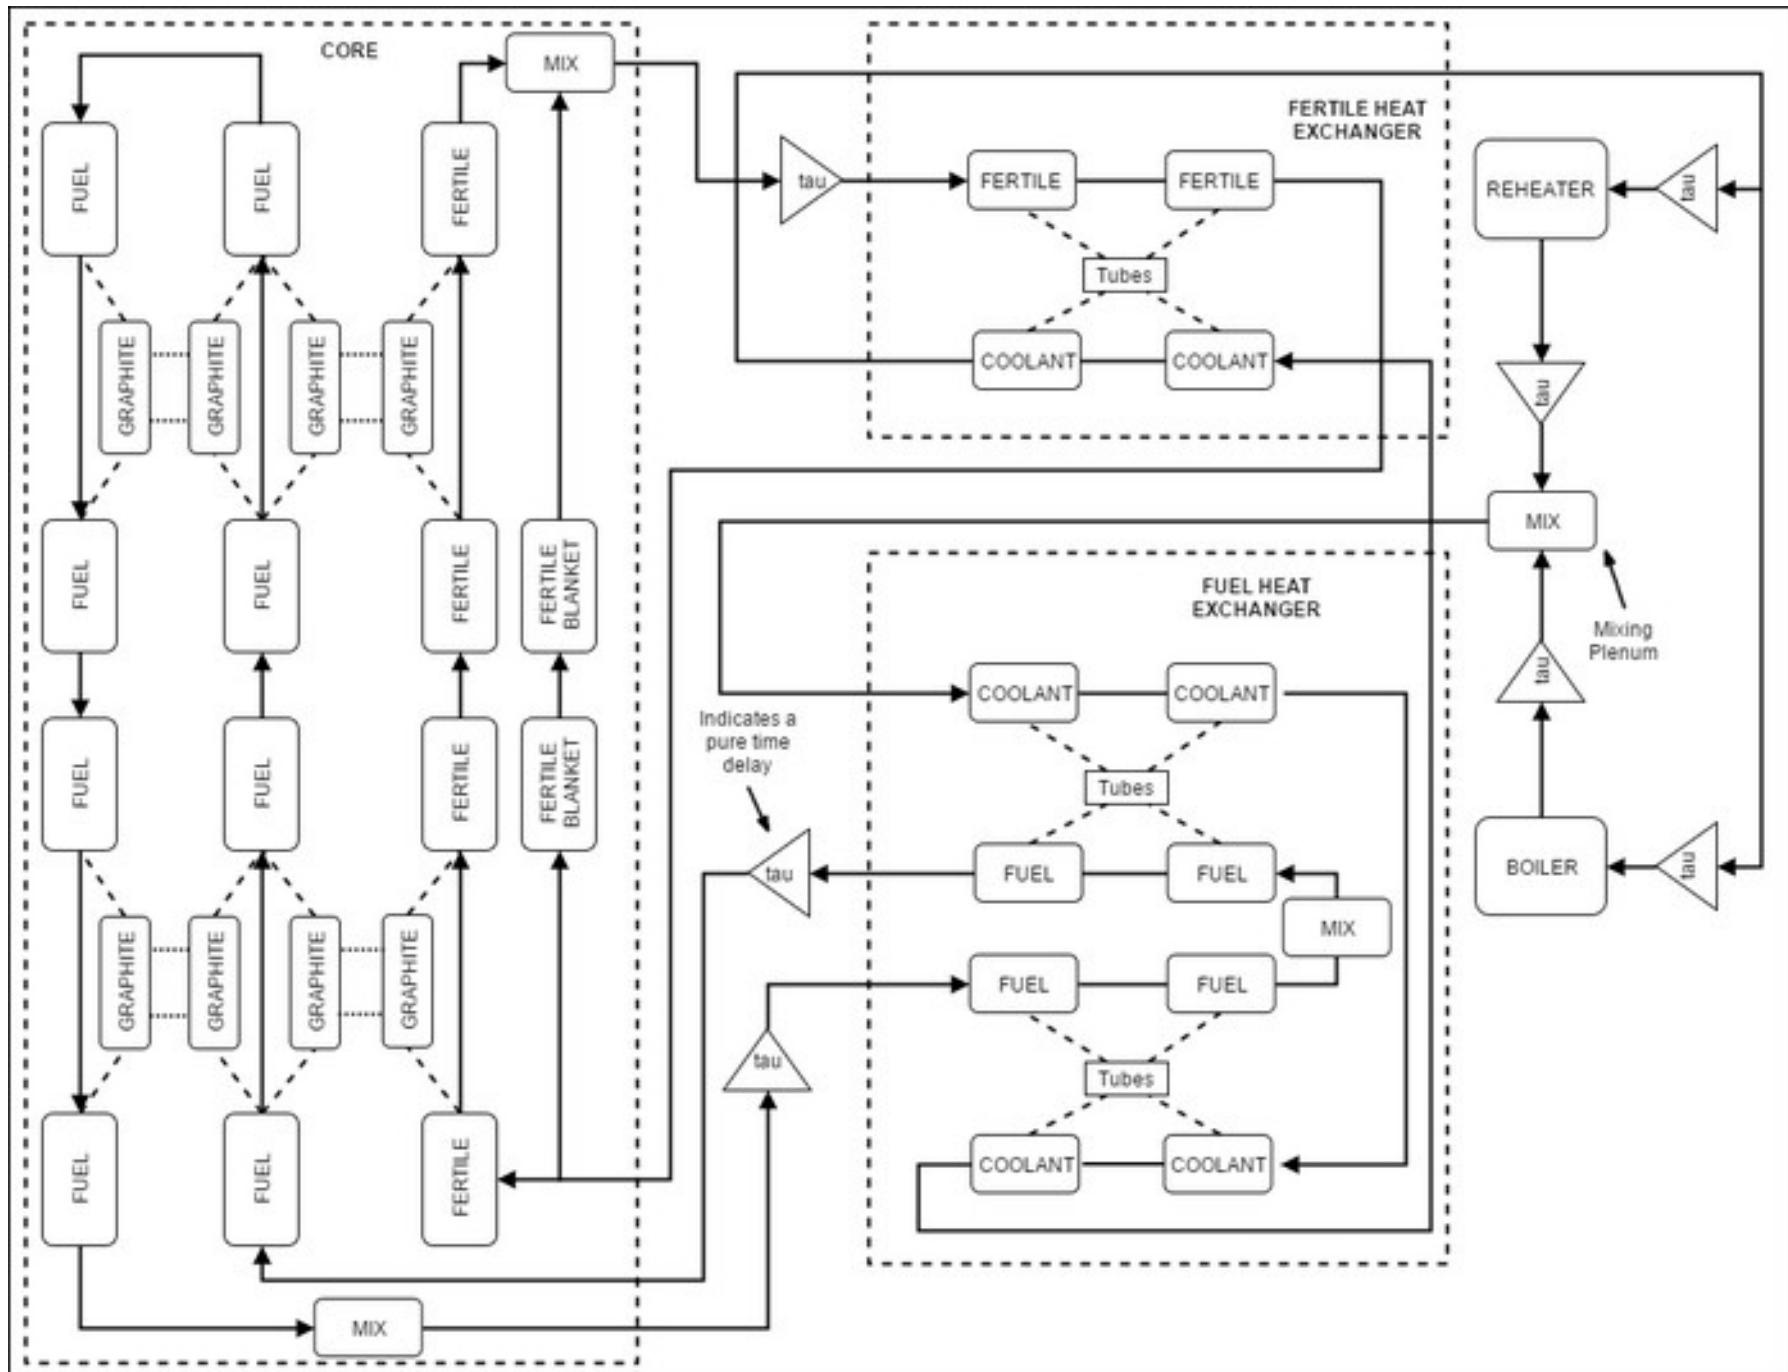 CORE
MIX
FERTILE HEAT
EXCHANGER
FUEL
FUEL
FERTILE
tau
FERTILE
FERTILE
REHEATER
tau
Tubes
GRAPHITE
GRAPHITE
GRAPHITE
GRAPHITE
COOLANT
COOLANT
tau
FUEL
FUEL
FERTILE
FERTILE
BLANKET
MIX
FUEL HEAT
EXCHANGER
Mixing
Plenum
tau
COOLANT
COOLANT
Indicates a
pure time
delay
FUEL
FUEL
FERTILE
FERTILE
BLANKET
Tubes
tau
FUEL
FUEL
BOILER
tau
MIX
GRAPHITE
GRAPHITE
GRAPHITE
GRAPHITE
FUEL
FUEL
tau
Tubes
FUEL
FUEL
FERTILE
COOLANT
COOLANT
MIX